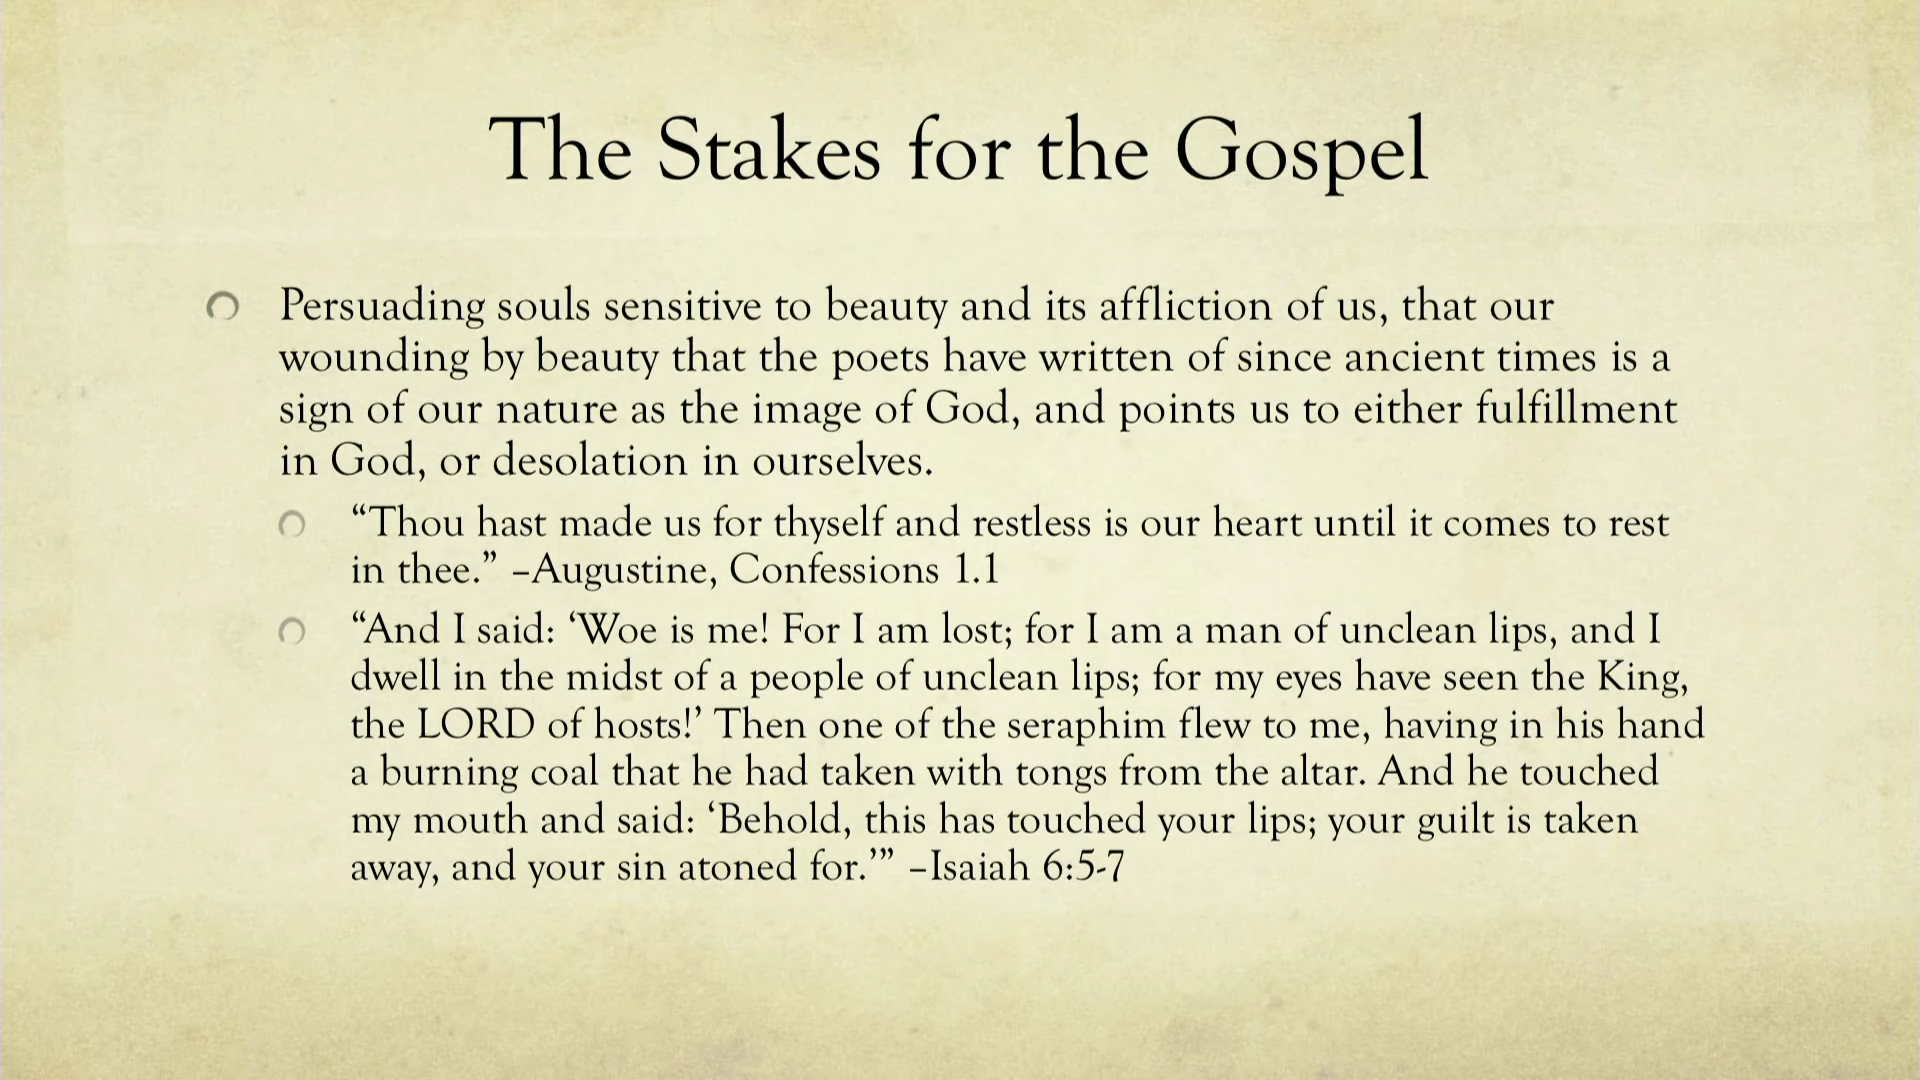 The Stakes for the Gospel
Persuading souls sensitive to beauty and its affliction of us, that our
wounding by beauty that the poets have written of since ancient times is a
sign of our nature as the image of God, and points us to either fulfillment
in God, or desolation in ourselves.
“Thou hast made us for thyself and restless is our heart until it comes to rest
in thee.” –Augustine, Confessions 1.1
“And I said: ‘Woe is me! For I am lost; for I am a man of unclean lips, and I
dwell in the midst of a people of unclean lips; for my eyes have seen the King,
the LORD of hosts!’ Then one of the seraphim flew to me, having in his hand
a burning coal that he had taken with tongs from the altar. And he touched
my mouth and said: ‘Behold, this has touched your lips; your guilt is taken
away, and your sin atoned for.’” –Isaiah 6:5-7